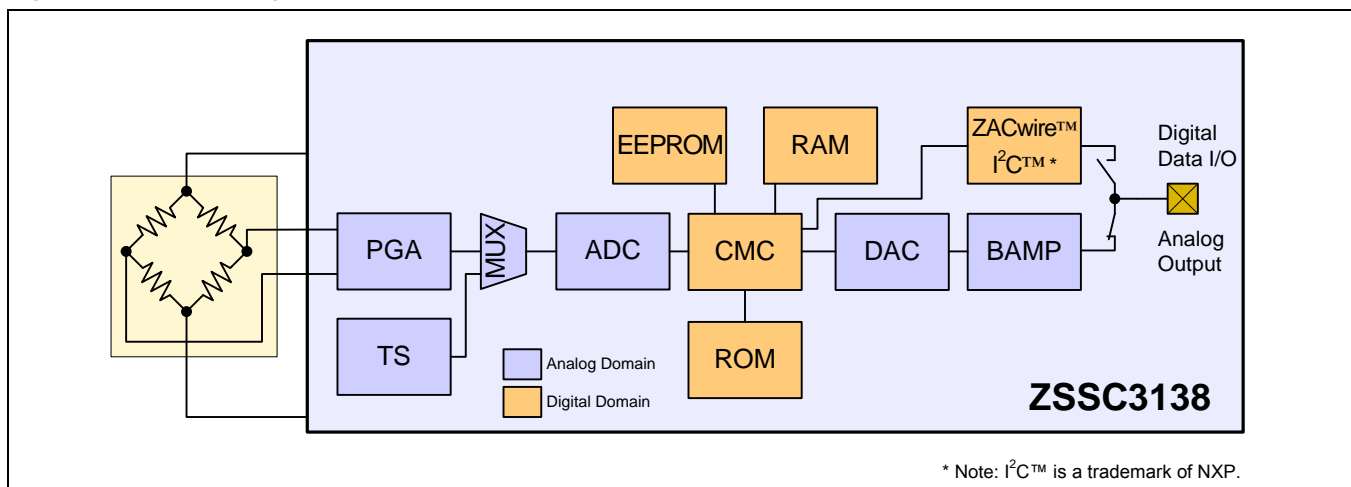 EEPROM
RAM
ZACwire™
I²C™ *
Digital
Data I/O
PGA
MUX
ADC
CMC
DAC
BAMP
Analog
Output
TS
ROM
Analog Domain
Digital Domain
ZSSC3138
* Note: I²C™ is a trademark of NXP.